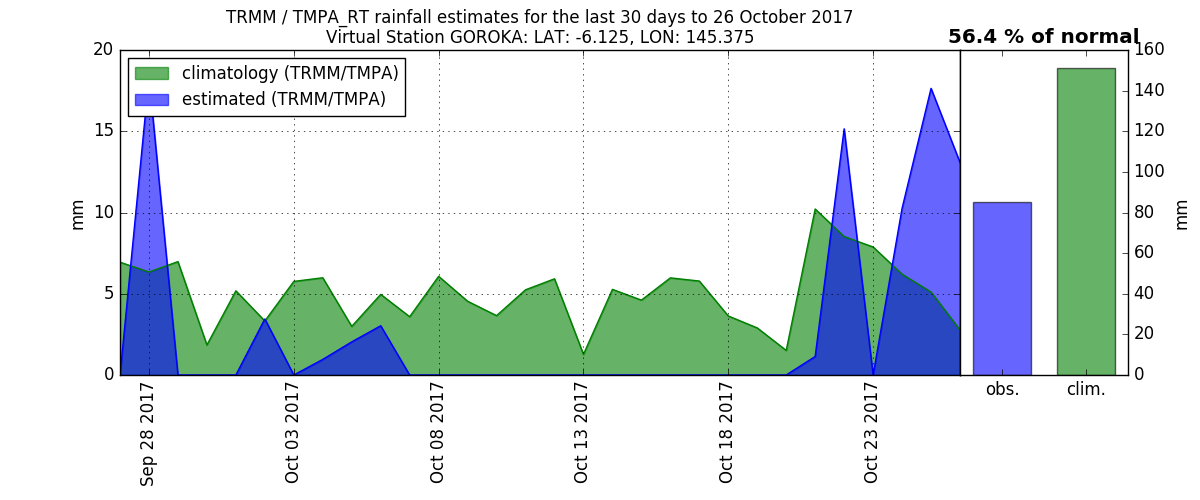 TRMM / TMPA_RT rainfall estimates for the last 30 days to 26 October 2017
Virtual Station GOROKA: LAT: -6.125, LON: 145.375
56.4 % of normal
climatology (TRMM/TMPA)
estimated (TRMM/TMPA)
20
15
10
5
0
mm
160
140
120
100
80
60
40
20
0
mm
Sep 28 2017
Oct 03 2017
Oct 08 2017
Oct 13 2017
Oct 18 2017
Oct 23 2017
obs.
clim.